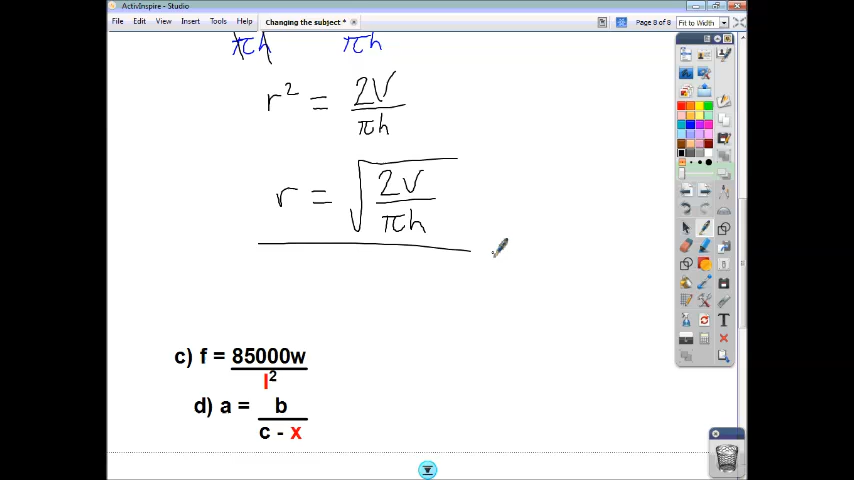 ActivInspire - Studio
File Edit View Insert Tools Help Changing the subject * Page 8 of 8 Fit to Width
πh πh
r² = 2V
πh
r = √2V
πh
c) f = 85000w
l²
d) a = b
c - x